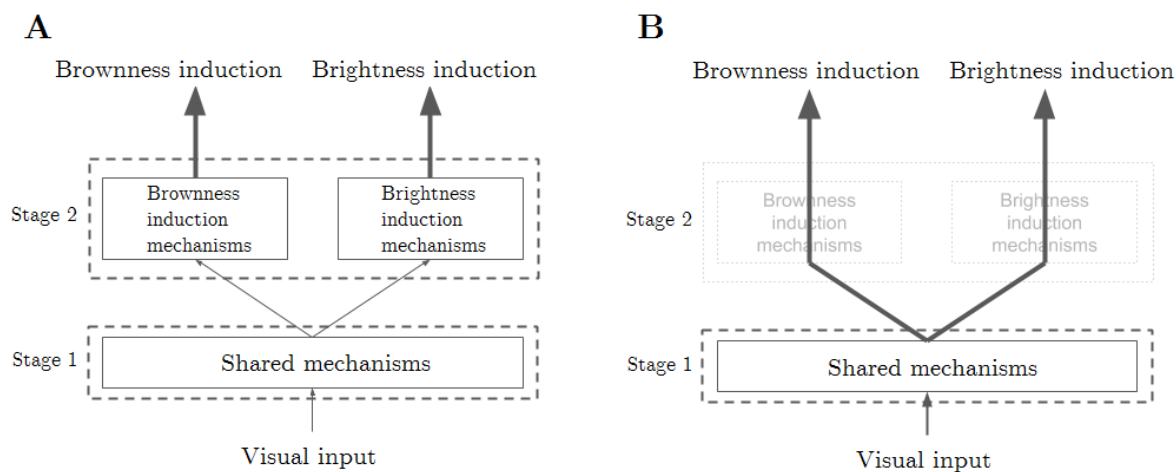 A
Brownness induction
Brightness induction
Stage 2
Brownness
induction
mechanisms
Brightness
induction
mechanisms
Stage 1
Shared mechanisms
Visual input
B
Brownness induction
Brightness induction
Stage 2
Brownness
induction
mechanisms
Brightness
induction
mechanisms
Stage 1
Shared mechanisms
Visual input